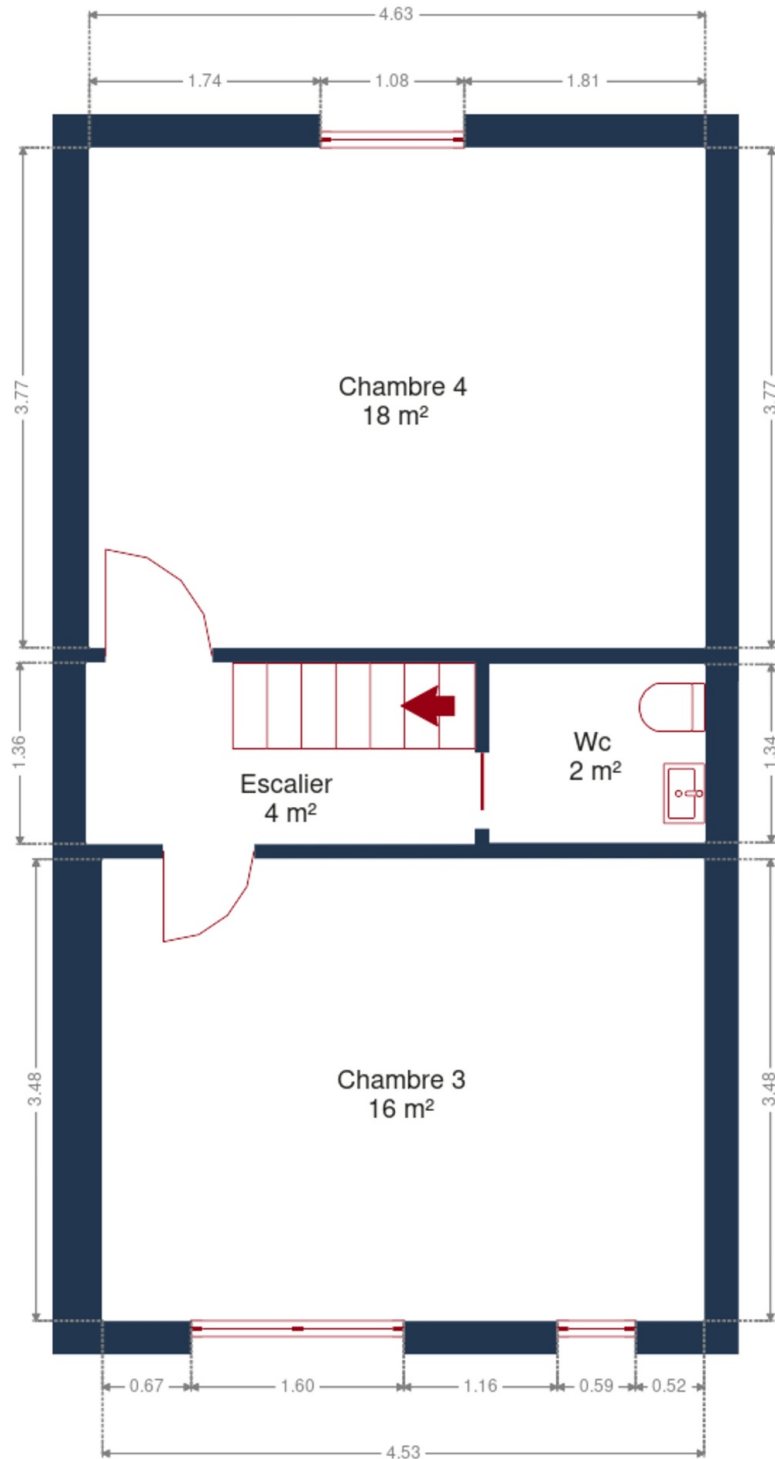 4.63
1.74
1.08
1.81
3.77
3.77
Chambre 4
18 m²
1.36
Escalier
4 m²
Wc
2 m²
1.34
3.48
Chambre 3
16 m²
3.48
0.67
1.60
1.16
0.59
0.52
4.53